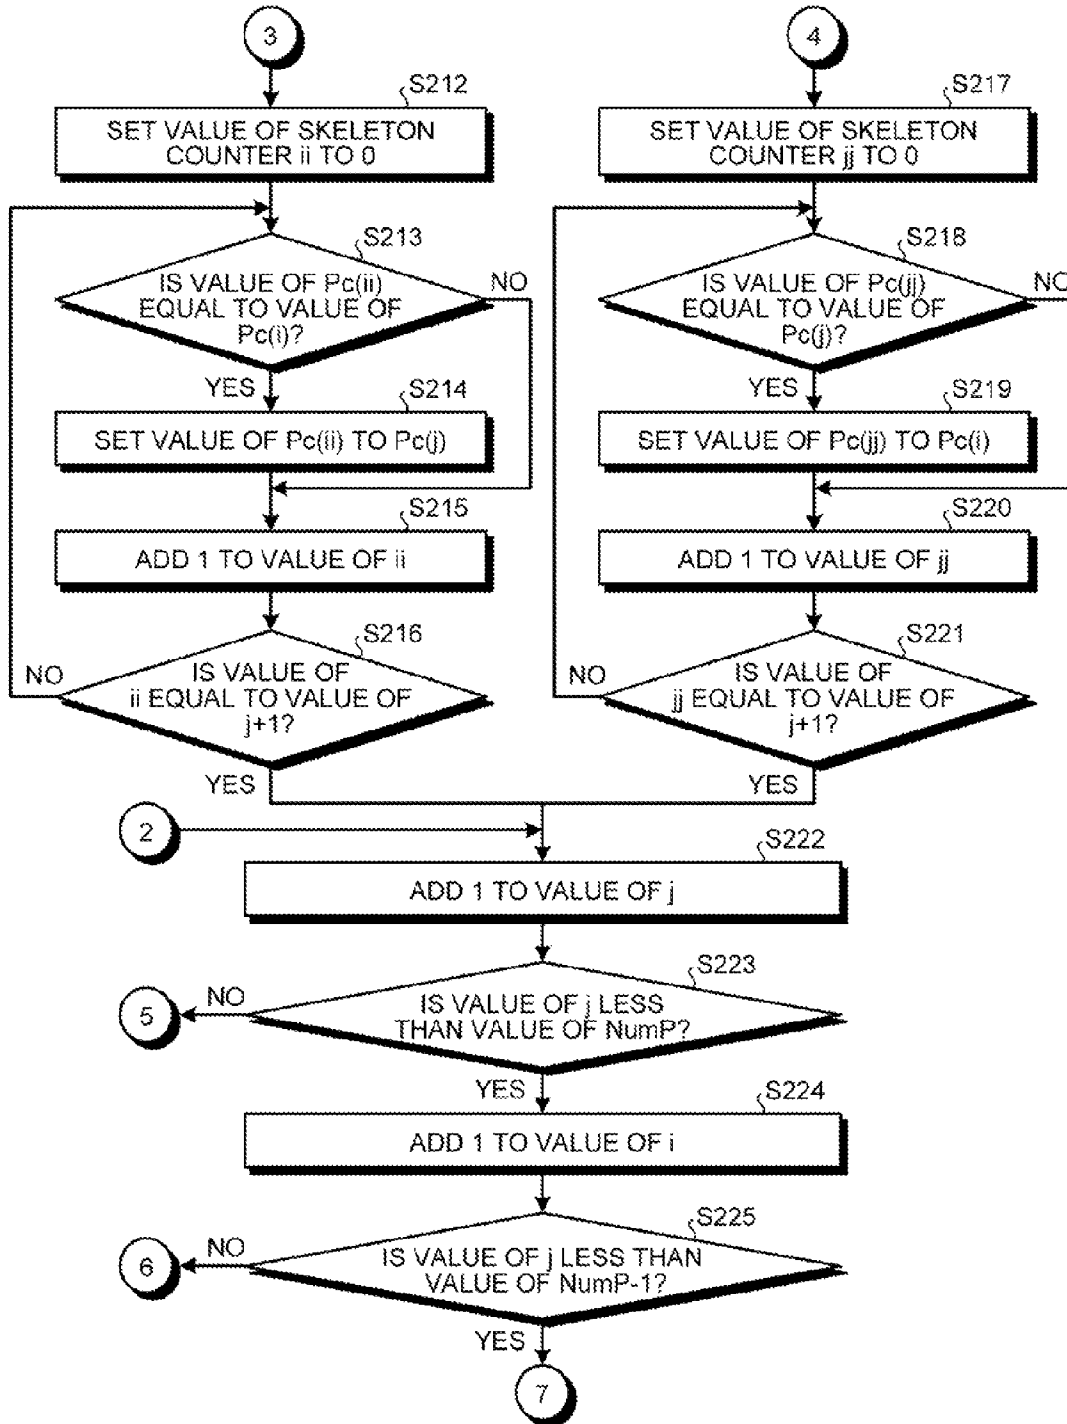 3
S212
SET VALUE OF SKELETON
COUNTER ii TO 0
S213
IS VALUE OF Pc(ii)
EQUAL TO VALUE OF
Pc(i)?
NO
YES
S214
SET VALUE OF Pc(ii) TO Pc(j)
S215
ADD 1 TO VALUE OF ii
S216
NO
IS VALUE OF
ii EQUAL TO VALUE OF
j+1?
YES
4
S217
SET VALUE OF SKELETON
COUNTER jj TO 0
S218
IS VALUE OF Pc(jj)
EQUAL TO VALUE OF
Pc(j)?
NO
YES
S219
SET VALUE OF Pc(jj) TO Pc(i)
S220
ADD 1 TO VALUE OF jj
S221
NO
IS VALUE OF
jj EQUAL TO VALUE OF
j+1?
YES
2
S222
ADD 1 TO VALUE OF j
S223
NO
5
IS VALUE OF j LESS
THAN VALUE OF NumP?
YES
S224
ADD 1 TO VALUE OF i
S225
NO
6
IS VALUE OF j LESS THAN
VALUE OF NumP-1?
YES
7